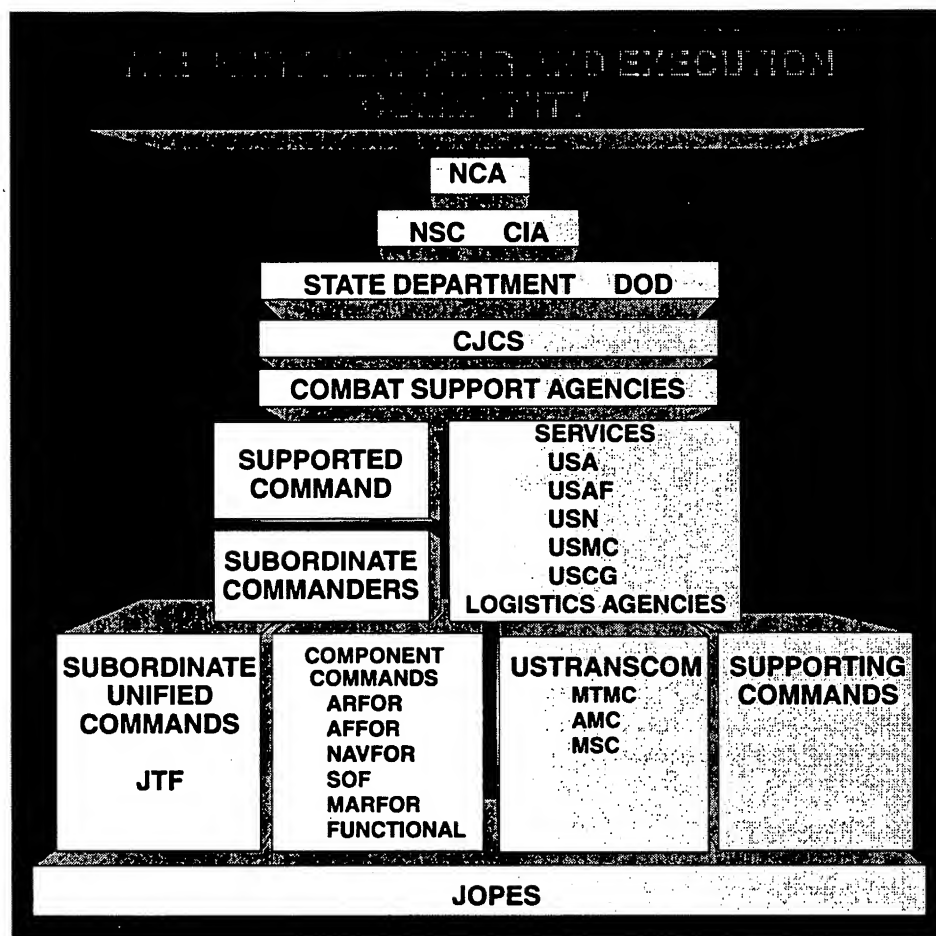 AND EXECUTION
NCA
NSC CIA
STATE DEPARTMENT DOD
CJCS
COMBAT SUPPORT AGENCIES
SUPPORTED
COMMAND
SUBORDINATE
COMMANDERS
SERVICES
USA
USAF
USN
USMC
USCG
LOGISTICS AGENCIES
SUBORDINATE
UNIFIED
COMMANDS
JTF
COMPONENT
COMMANDS
ARFOR
AFFOR
NAVFOR
SOF
MARFOR
FUNCTIONAL
USTRANSCOM
MTMC
AMC
MSC
SUPPORTING
COMMANDS
JOPES